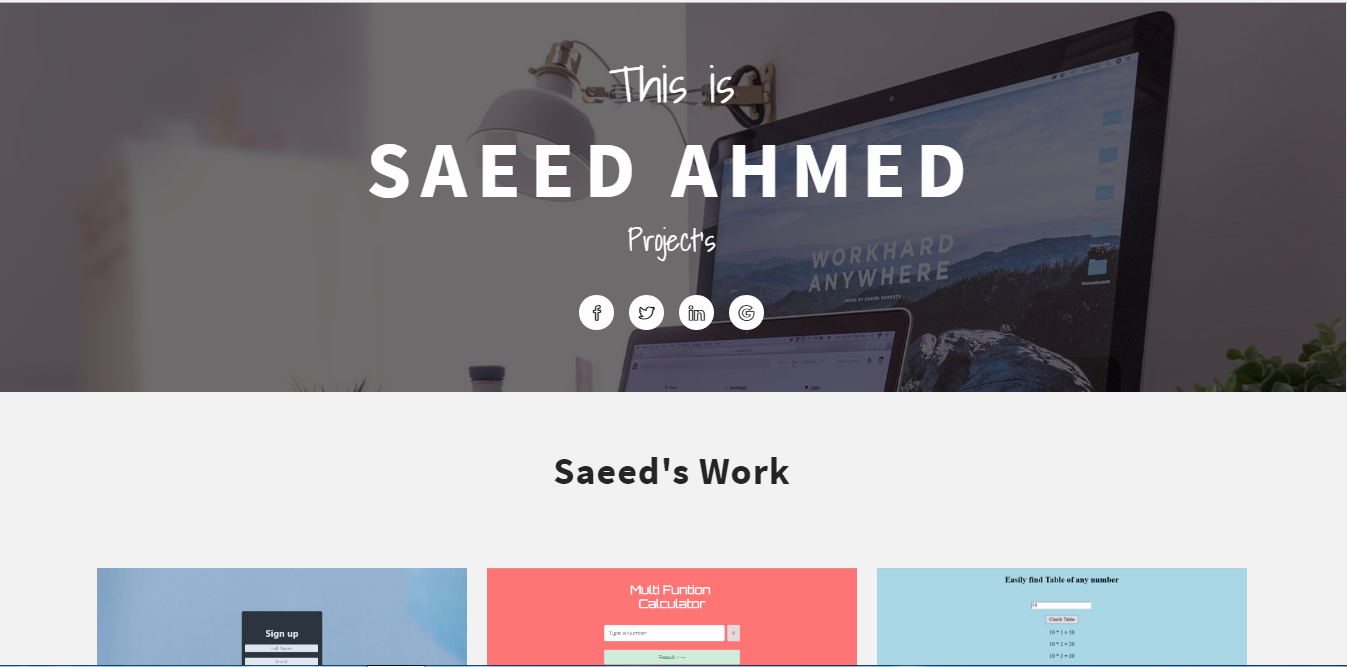 This is
SAEED AHMED
Project's
WORKHARD
ANYWHERE
Saeed's Work
Sign up
Full Name
Email
Multi Funtion
Calculator
Type a Number
+
Result = --
Easily find Table of any number
10
Check Table
10 * 1 = 10
10 * 2 = 20
10 * 3 = 30